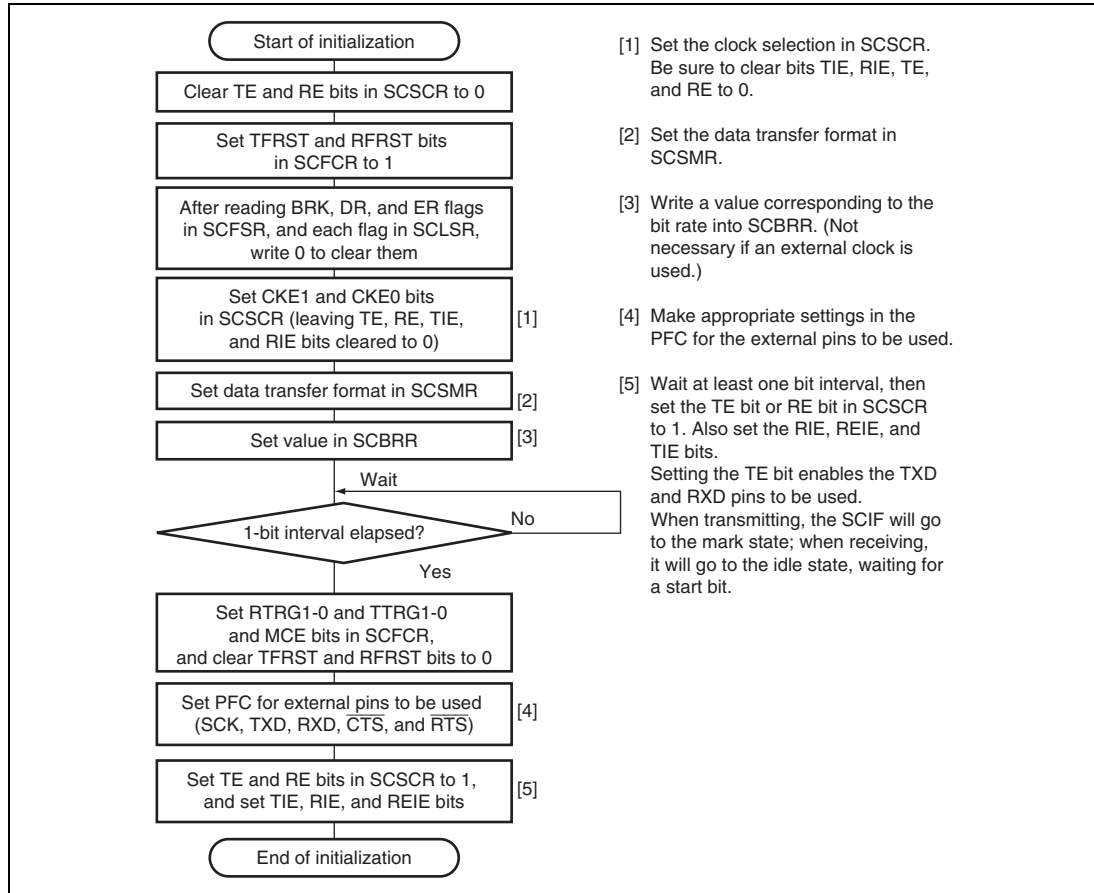 Start of initialization
Clear TE and RE bits in SCSCR to 0
Set TFRST and RFRST bits
in SCFCR to 1
After reading BRK, DR, and ER flags
in SCFSR, and each flag in SCLSR,
write 0 to clear them
Set CKE1 and CKE0 bits
in SCSCR (leaving TE, RE, TIE,
and RIE bits cleared to 0)
[1]
Set data transfer format in SCSMR
[2]
Set value in SCBRR
[3]
Wait
1-bit interval elapsed?
No
Yes
Set RTRG1-0 and TTRG1-0
and MCE bits in SCFCR,
and clear TFRST and RFRST bits to 0
Set PFC for external pins to be used
(SCK, TXD, RXD, CTS, and RTS)
[4]
Set TE and RE bits in SCSCR to 1,
and set TIE, RIE, and REIE bits
[5]
End of initialization
[1] Set the clock selection in SCSCR.
Be sure to clear bits TIE, RIE, TE,
and RE to 0.
[2] Set the data transfer format in
SCSMR.
[3] Write a value corresponding to the
bit rate into SCBRR. (Not
necessary if an external clock is
used.)
[4] Make appropriate settings in the
PFC for the external pins to be used.
[5] Wait at least one bit interval, then
set the TE bit or RE bit in SCSCR
to 1. Also set the RIE, REIE, and
TIE bits.
Setting the TE bit enables the TXD
and RXD pins to be used.
When transmitting, the SCIF will go
to the mark state; when receiving,
it will go to the idle state, waiting for
a start bit.